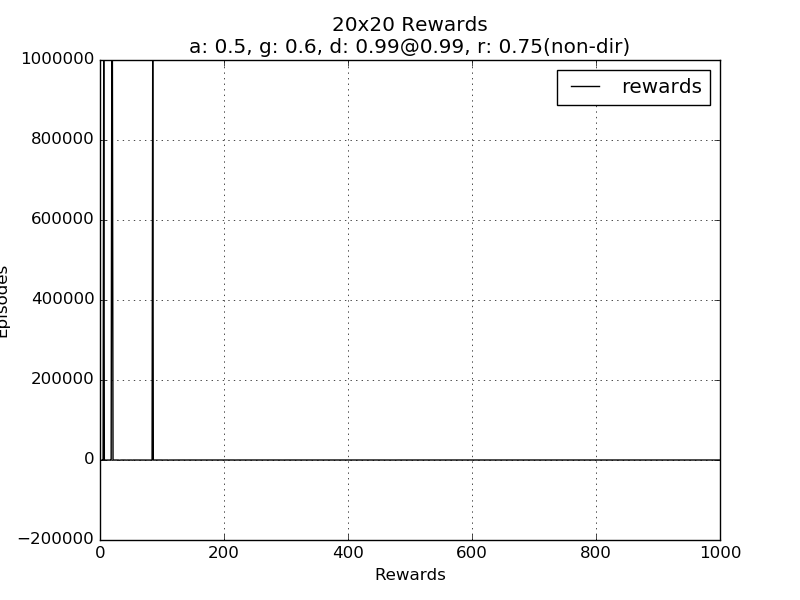 20x20 Rewards
a: 0.5, g: 0.6, d: 0.99@0.99, r: 0.75(non-dir)
1000000
rewards
800000
600000
400000
Episodes
200000
0
−200000
0 200 400 600 800 1000
Rewards